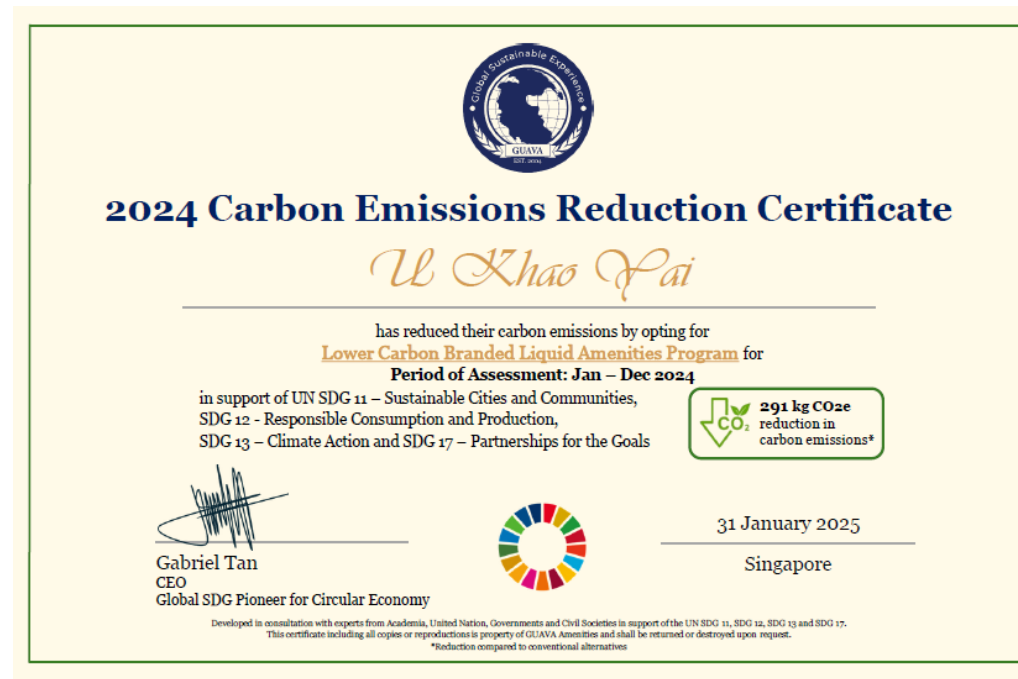 Global Sustainable Experience
GUAVA
EST. 2004
2024 Carbon Emissions Reduction Certificate
U Khao Yai
has reduced their carbon emissions by opting for
Lower Carbon Branded Liquid Amenities Program for
Period of Assessment: Jan – Dec 2024
in support of UN SDG 11 – Sustainable Cities and Communities,
SDG 12 - Responsible Consumption and Production,
SDG 13 – Climate Action and SDG 17 – Partnerships for the Goals
CO₂
291 kg CO2e
reduction in
carbon emissions*
Gabriel Tan
CEO
Global SDG Pioneer for Circular Economy
31 January 2025
Singapore
Developed in consultation with experts from Academia, United Nation, Governments and Civil Societies in support of the UN SDG 11, SDG 12, SDG 13 and SDG 17.
This certificate including all copies or reproductions is property of GUAVA Amenities and shall be returned or destroyed upon request.
*Reduction compared to conventional alternatives